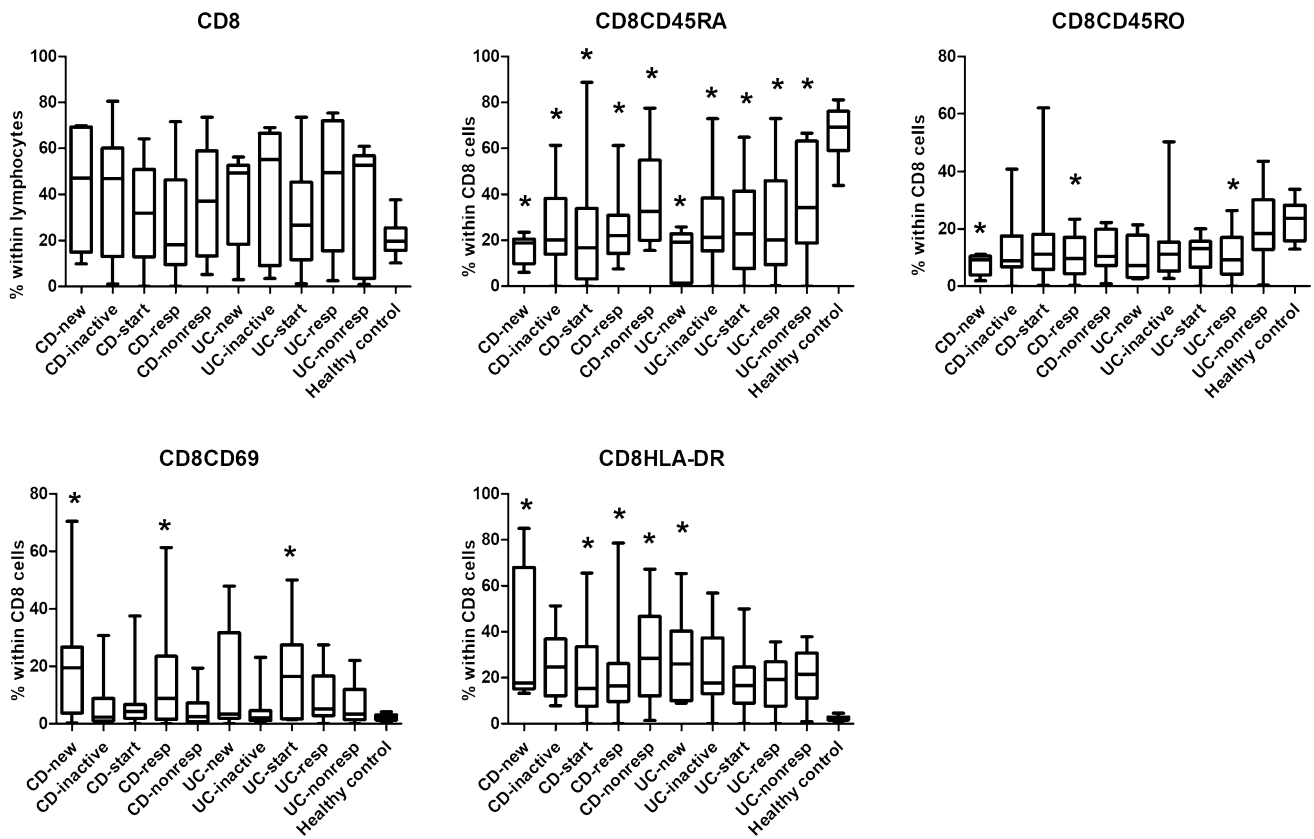 CD8
CD8CD45RA
CD8CD45RO
100
80
60
40
20
0
% within lymphocytes
CD-new
CD-inactive
CD-start
CD-resp
CD-nonresp
UC-new
UC-inactive
UC-start
UC-resp
UC-nonresp
Healthy control
100
80
60
40
20
0
% within CD8 cells
* * * * * * * * * *
CD-new
CD-inactive
CD-start
CD-resp
CD-nonresp
UC-new
UC-inactive
UC-start
UC-resp
UC-nonresp
Healthy control
80
60
40
20
0
% within CD8 cells
* * *
CD-new
CD-inactive
CD-start
CD-resp
CD-nonresp
UC-new
UC-inactive
UC-start
UC-resp
UC-nonresp
Healthy control
CD8CD69
CD8HLA-DR
80
60
40
20
0
% within CD8 cells
* * *
CD-new
CD-inactive
CD-start
CD-resp
CD-nonresp
UC-new
UC-inactive
UC-start
UC-resp
UC-nonresp
Healthy control
100
80
60
40
20
0
% within CD8 cells
* * * * *
CD-new
CD-inactive
CD-start
CD-resp
CD-nonresp
UC-new
UC-inactive
UC-start
UC-resp
UC-nonresp
Healthy control